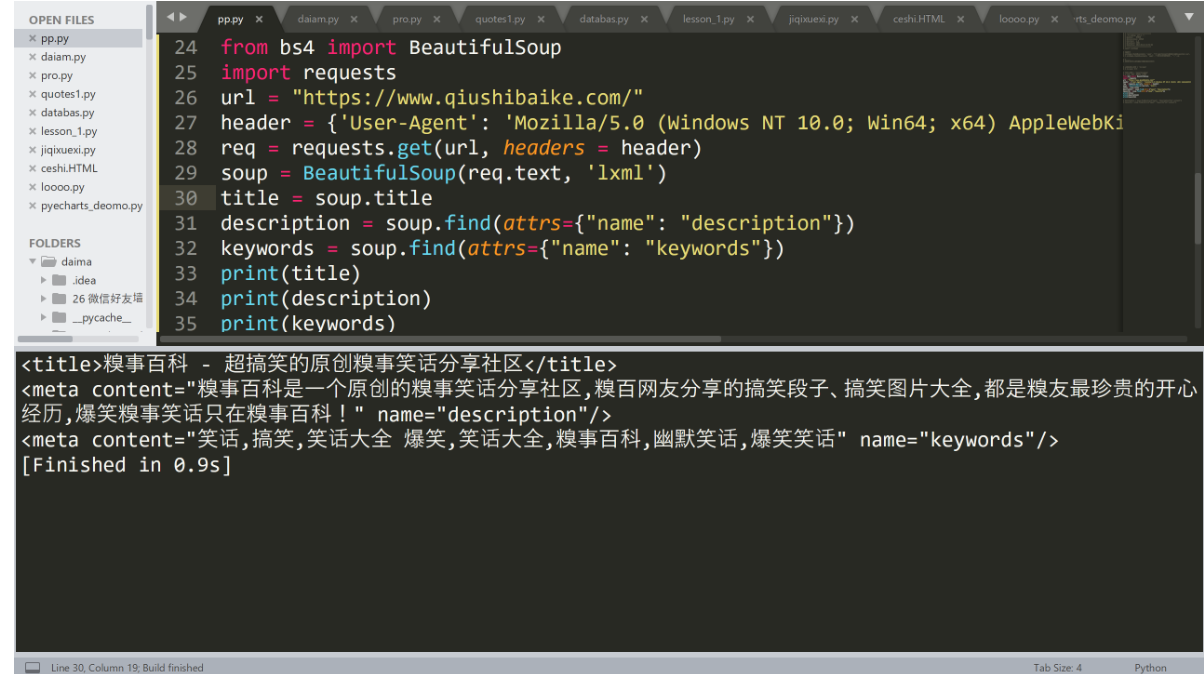 OPEN FILES
× pp.py
× daiam.py
× pro.py
× quotes1.py
× databas.py
× lesson_1.py
× jiqixuexi.py
× ceshi.HTML
× loooo.py
× pyecharts_deomo.py
FOLDERS
daima
.idea
26 微信好友墙
__pycache__
pp.py × daiam.py × pro.py × quotes1.py × databas.py × lesson_1.py × jiqixuexi.py × ceshi.HTML × loooo.py × rts_deomo.py ×
24 from bs4 import BeautifulSoup
25 import requests
26 url = "https://www.qiushibaike.com/"
27 header = {'User-Agent': 'Mozilla/5.0 (Windows NT 10.0; Win64; x64) AppleWebKi
28 req = requests.get(url, headers = header)
29 soup = BeautifulSoup(req.text, 'lxml')
30 title = soup.title
31 description = soup.find(attrs={"name": "description"})
32 keywords = soup.find(attrs={"name": "keywords"})
33 print(title)
34 print(description)
35 print(keywords)
<title>糗事百科 - 超搞笑的原创糗事笑话分享社区</title>
<meta content="糗事百科是一个原创的糗事笑话分享社区,糗百网友分享的搞笑段子、搞笑图片大全,都是糗友最珍贵的开心
经历,爆笑糗事笑话只在糗事百科！" name="description"/>
<meta content="笑话,搞笑,笑话大全 爆笑,笑话大全,糗事百科,幽默笑话,爆笑笑话" name="keywords"/>
[Finished in 0.9s]
Line 30, Column 19; Build finished
Tab Size: 4
Python